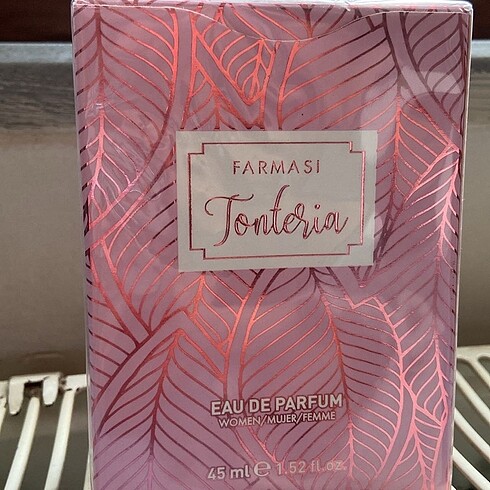 FARMASI
Tonteria
EAU DE PARFUM
WOMEN/MUJER/FEMME
45 ml ℮ 1.52 fl.oz.